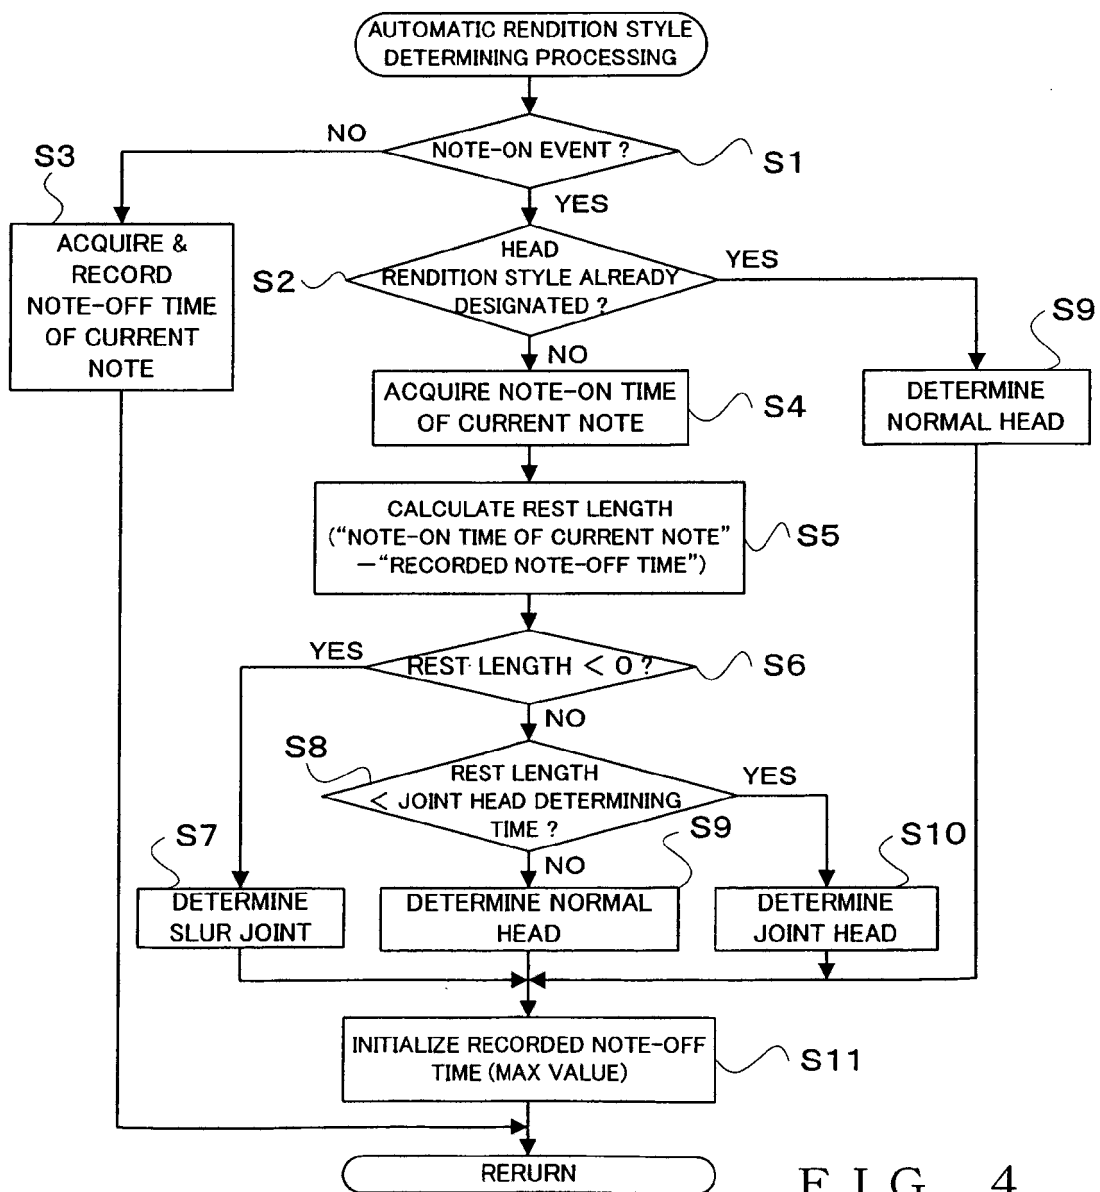 AUTOMATIC RENDITION STYLE
DETERMINING PROCESSING
NO
NOTE-ON EVENT ?
S1
S3
YES
ACQUIRE &
RECORD
NOTE-OFF TIME
OF CURRENT
NOTE
S2
HEAD
RENDITION STYLE ALREADY
DESIGNATED ?
YES
S9
NO
DETERMINE
NORMAL HEAD
ACQUIRE NOTE-ON TIME
OF CURRENT NOTE
S4
CALCULATE REST LENGTH
(“NOTE-ON TIME OF CURRENT NOTE”
−“RECORDED NOTE-OFF TIME”)
S5
YES
REST LENGTH < 0 ?
S6
NO
S8
REST LENGTH
< JOINT HEAD DETERMINING
TIME ?
YES
S7
S9
S10
NO
DETERMINE
SLUR JOINT
DETERMINE NORMAL
HEAD
DETERMINE
JOINT HEAD
INITIALIZE RECORDED NOTE-OFF
TIME (MAX VALUE)
S11
RERURN
FIG. 4